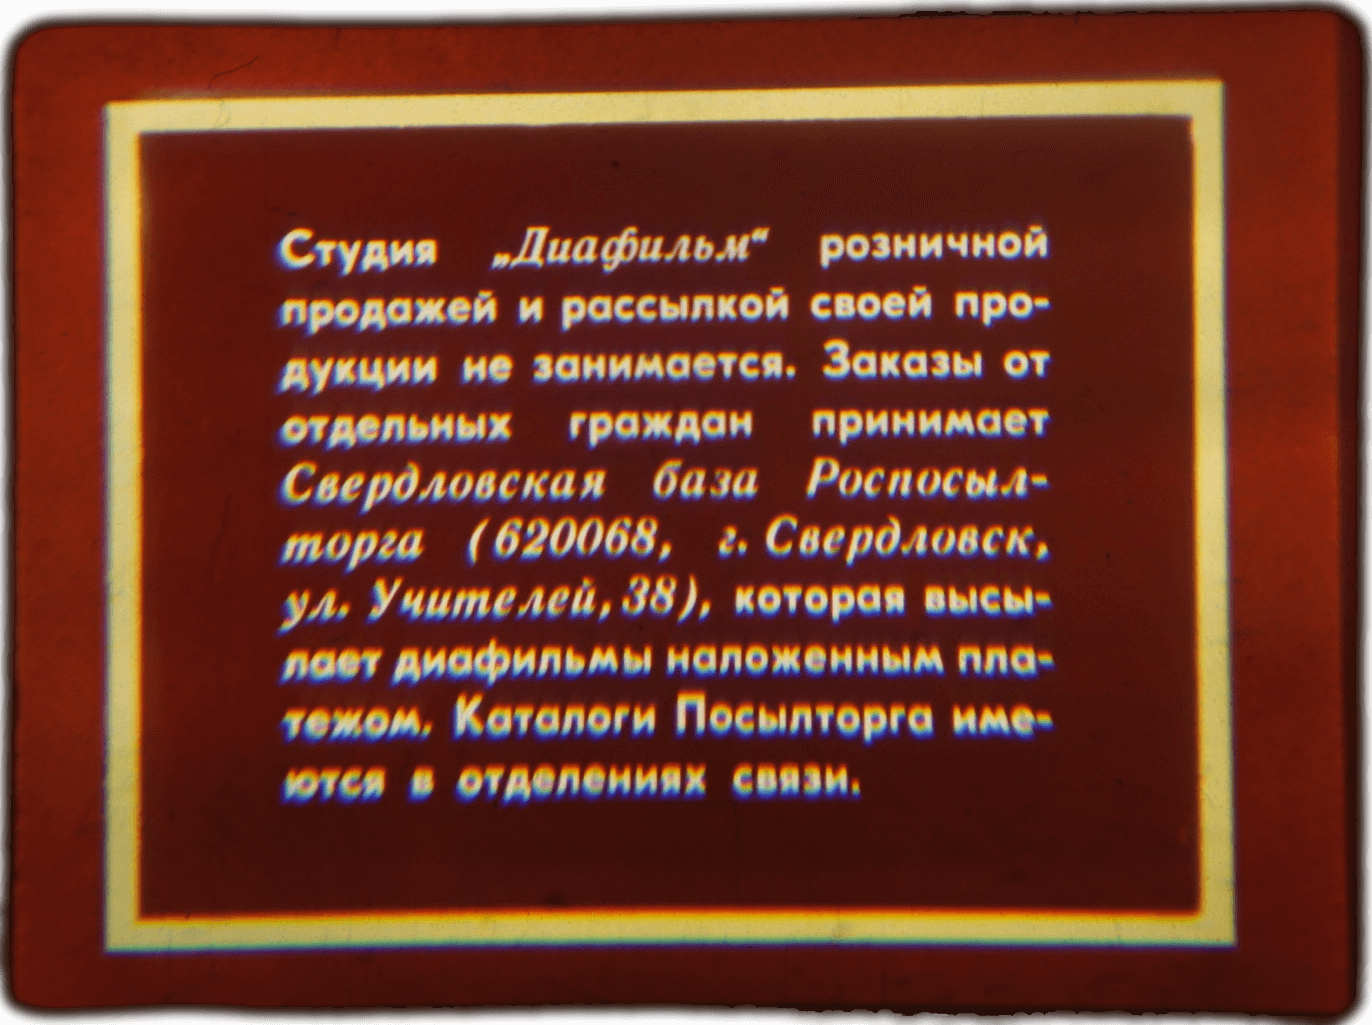 Студия „Диафильм“ розничной
продажей и рассылкой своей про-
дукции не занимается. Заказы от
отдельных граждан принимает
Свердловская база Роспосыл-
торга (620068, г. Свердловск,
ул. Учителей, 38), которая высы-
лает диафильмы наложенным пла-
тежом. Каталоги Посылторга име-
ются в отделениях связи.